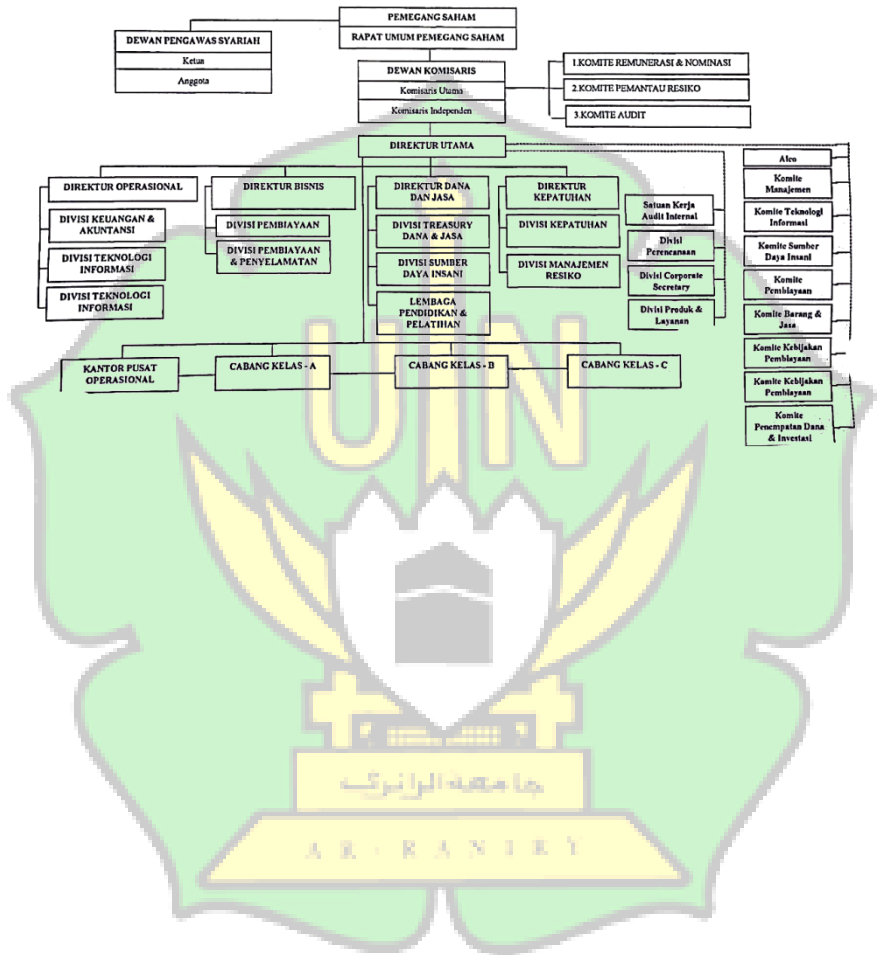 PEMEGANG SAHAM
RAPAT UMUM PEMEGANG SAHAM
DEWAN PENGAWAS SYARIAH
Ketua
Anggota
DEWAN KOMISARIS
Komisaris Utama
Komisaris Independen
1.KOMITE REMUNERASI & NOMINASI
2.KOMITE PEMANTAU RESIKO
3.KOMITE AUDIT
DIREKTUR UTAMA
DIREKTUR OPERASIONAL
DIVISI KEUANGAN &
AKUNTANSI
DIVISI TEKNOLOGI
INFORMASI
DIVISI TEKNOLOGI
INFORMASI
DIREKTUR BISNIS
DIVISI PEMBIAYAAN
DIVISI PEMBIAYAAN
& PENYELAMATAN
DIREKTUR DANA
DAN JASA
DIVISI TREASURY
DANA & JASA
DIVISI SUMBER
DAYA INSANI
LEMBAGA
PENDIDIKAN &
PELATIHAN
DIREKTUR
KEPATUHAN
DIVISI KEPATUHAN
DIVISI MANAJEMEN
RESIKO
Satuan Kerja
Audit Internal
Divisi
Perencanaan
Divisi Corporate
Secretary
Divisi Produk &
Layanan
Alco
Komite
Manajemen
Komite Teknologi
Informasi
Komite Sumber
Daya Insani
Komite
Pembiayaan
Komite Barang &
Jasa
Komite Kebijakan
Pembiayaan
Komite Kebijakan
Pembiayaan
Komite
Penempatan Dana
& Investasi
KANTOR PUSAT
OPERASIONAL
CABANG KELAS - A
CABANG KELAS - B
CABANG KELAS - C
UIN
جامعة الرانري
AR-RANIRY